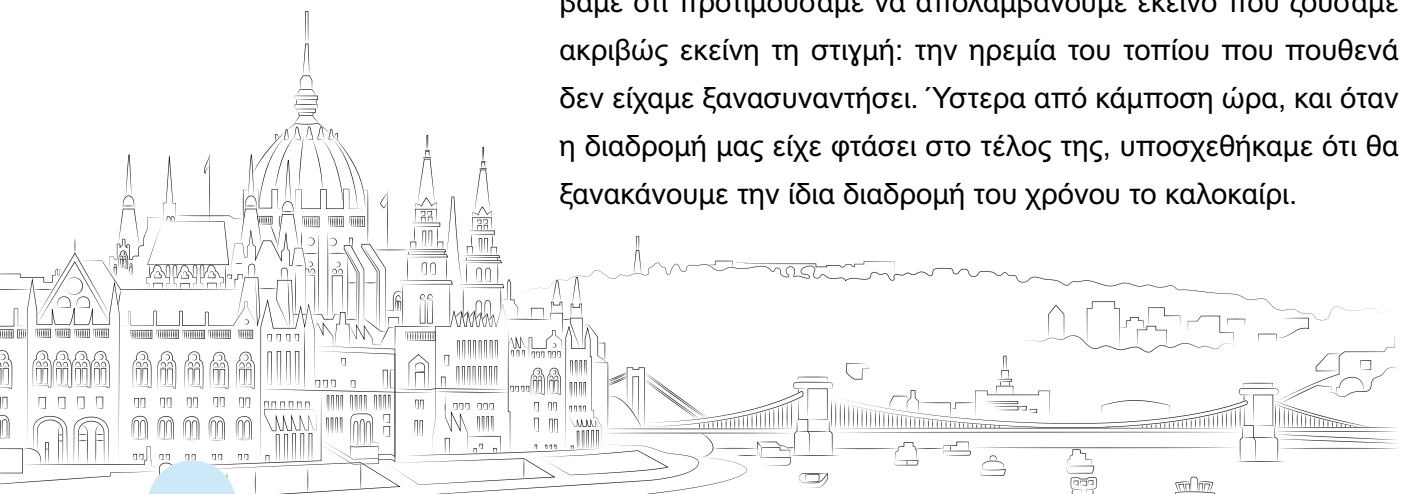 βαμε ότι προτιμούσαμε να απολαμβάνουμε εκείνο που ζούσαμε
ακριβώς εκείνη τη στιγμή: την ηρεμία του τοπίου που πουθενά
δεν είχαμε ξανασυναντήσει. Ύστερα από κάμποση ώρα, και όταν
η διαδρομή μας είχε φτάσει στο τέλος της, υποσχεθήκαμε ότι θα
ξανακάνουμε την ίδια διαδρομή του χρόνου το καλοκαίρι.